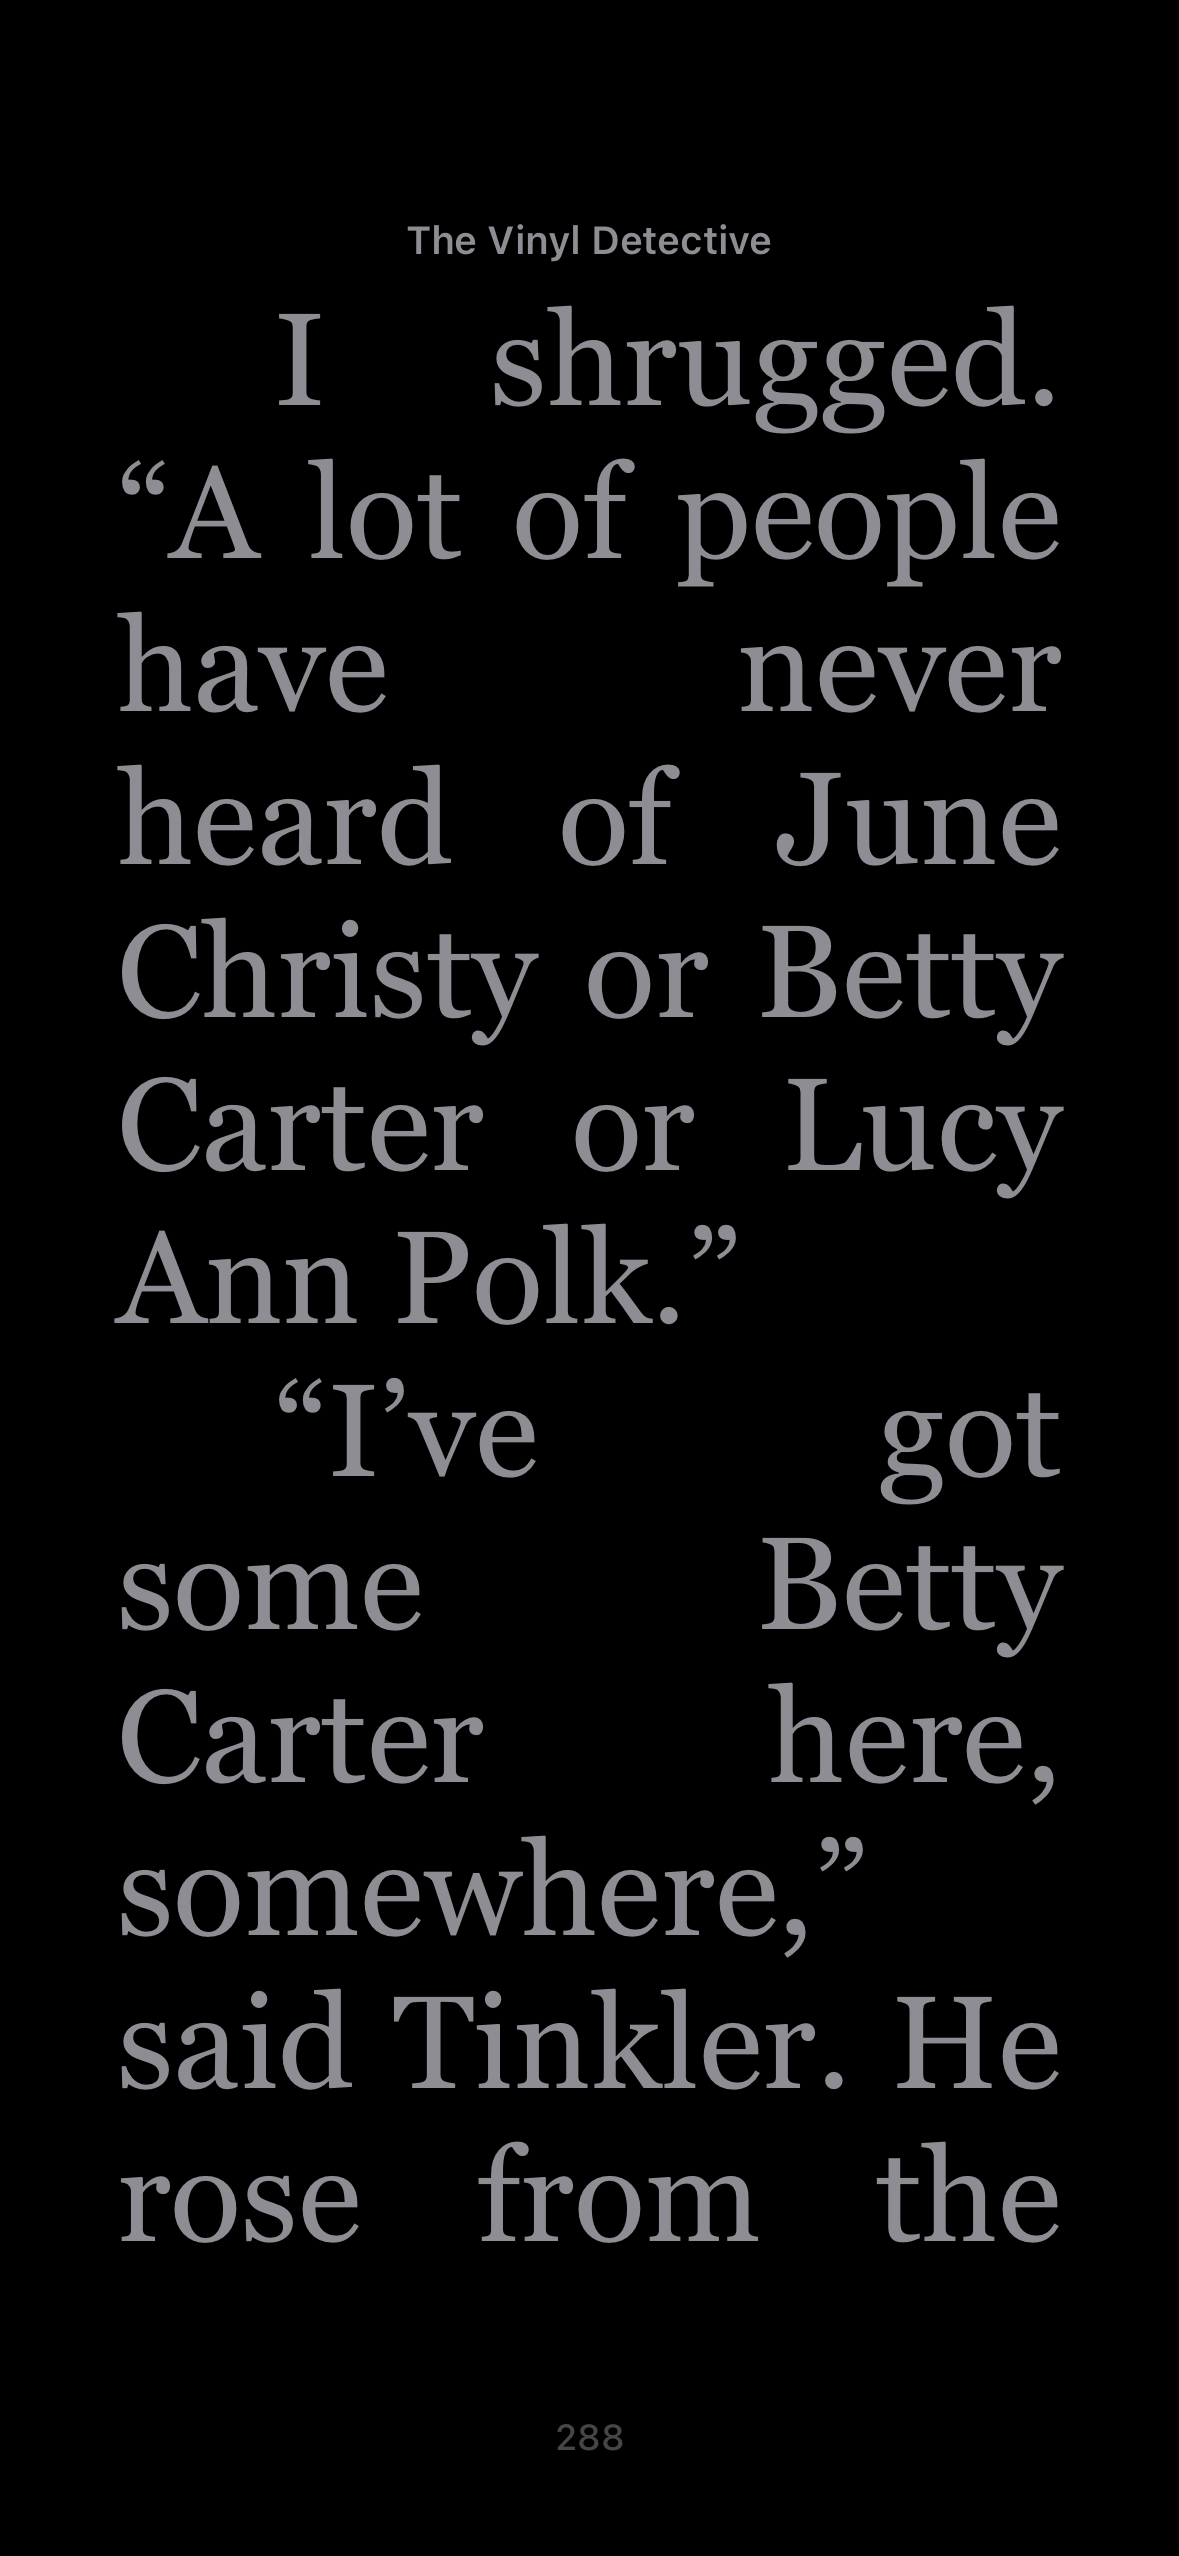 The Vinyl Detective
I shrugged.
“A lot of people
have never
heard of June
Christy or Betty
Carter or Lucy
Ann Polk.”
“I’ve got
some Betty
Carter here,
somewhere,”
said Tinkler. He
rose from the
288